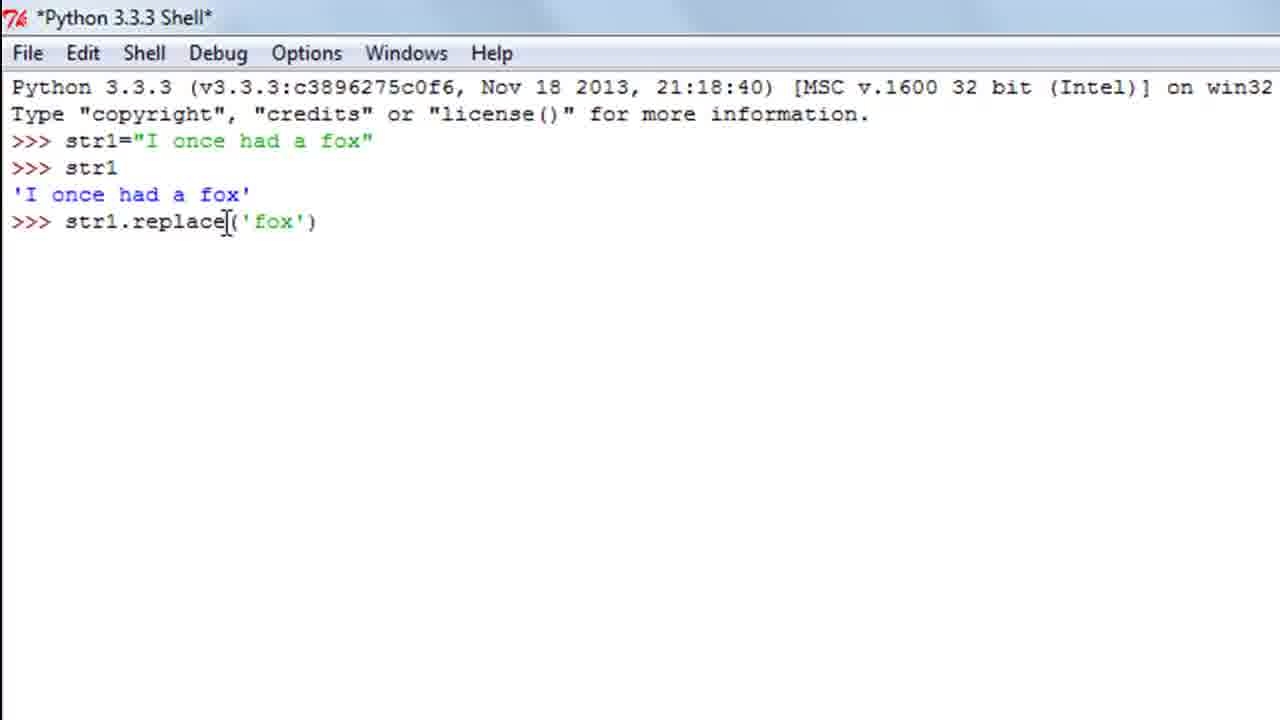 *Python 3.3.3 Shell*
File Edit Shell Debug Options Windows Help
Python 3.3.3 (v3.3.3:c3896275c0f6, Nov 18 2013, 21:18:40) [MSC v.1600 32 bit (Intel)] on win32
Type "copyright", "credits" or "license()" for more information.
>>> str1="I once had a fox"
>>> str1
'I once had a fox'
>>> str1.replace('fox')